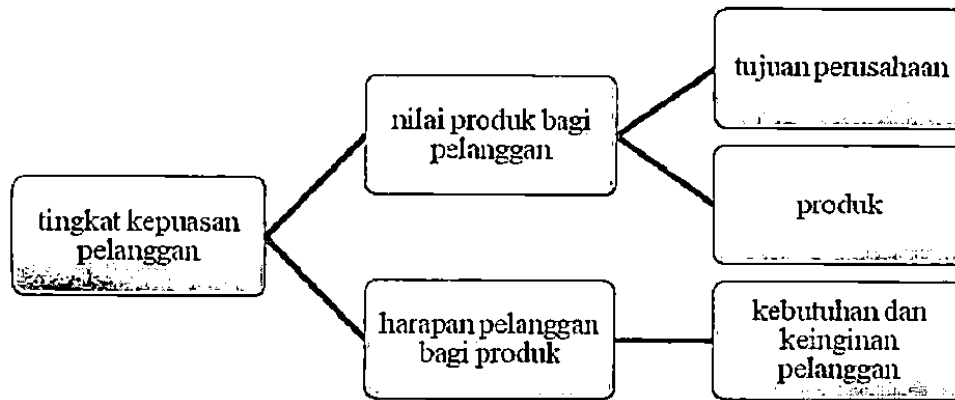 tingkat kepuasan
pelanggan
nilai produk bagi
pelanggan
tujuan perusahaan
produk
harapan pelanggan
bagi produk
kebutuhan dan
keinginan
pelanggan